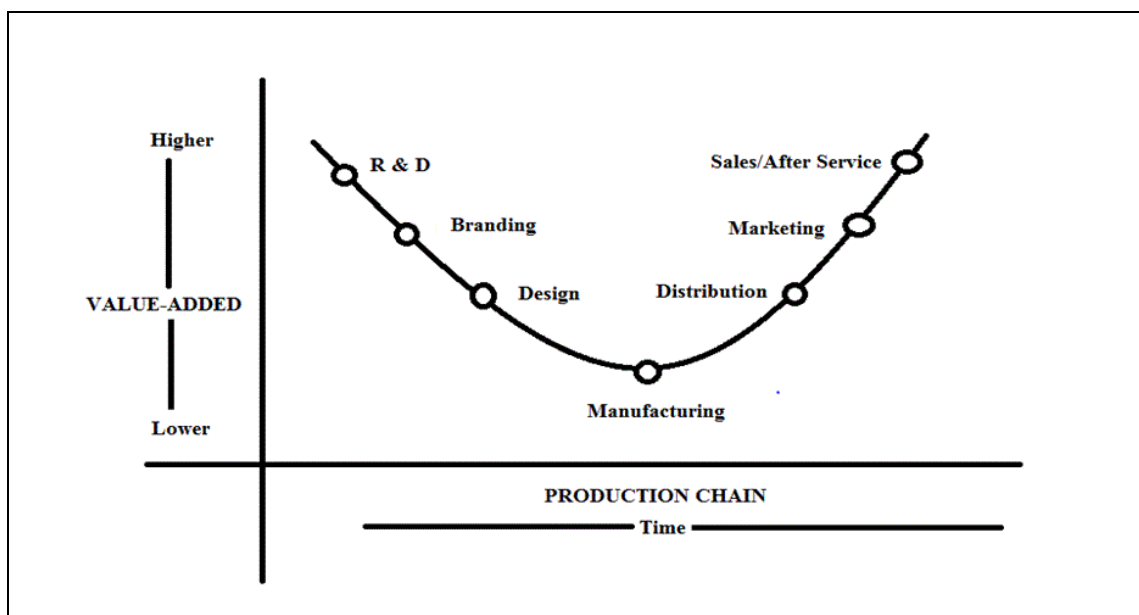 Higher
R & D
Sales/After Service
Branding
Marketing
VALUE-ADDED
Design
Distribution
Manufacturing
Lower
PRODUCTION CHAIN
Time